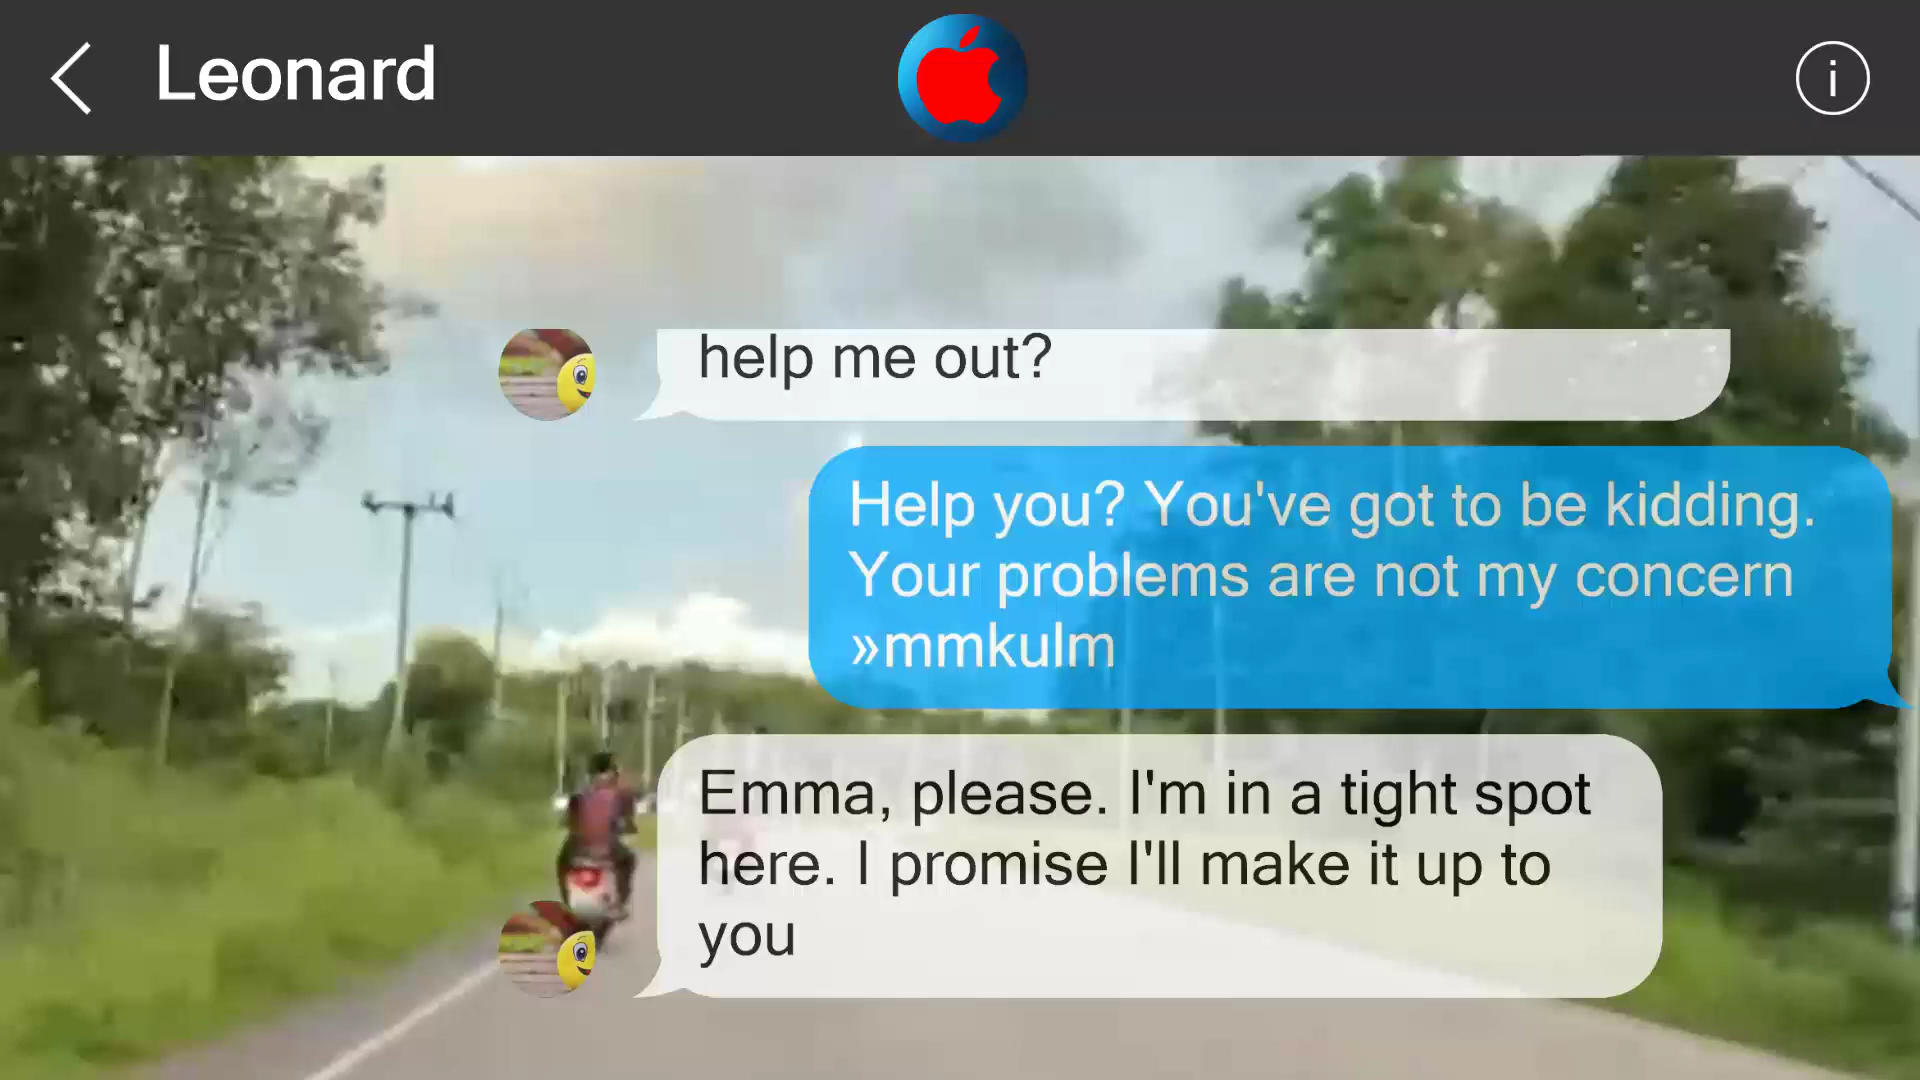 Leonard
i
help me out?
Help you? You've got to be kidding.
Your problems are not my concern
»mmkulm
Emma, please. I'm in a tight spot
here. I promise I'll make it up to
you